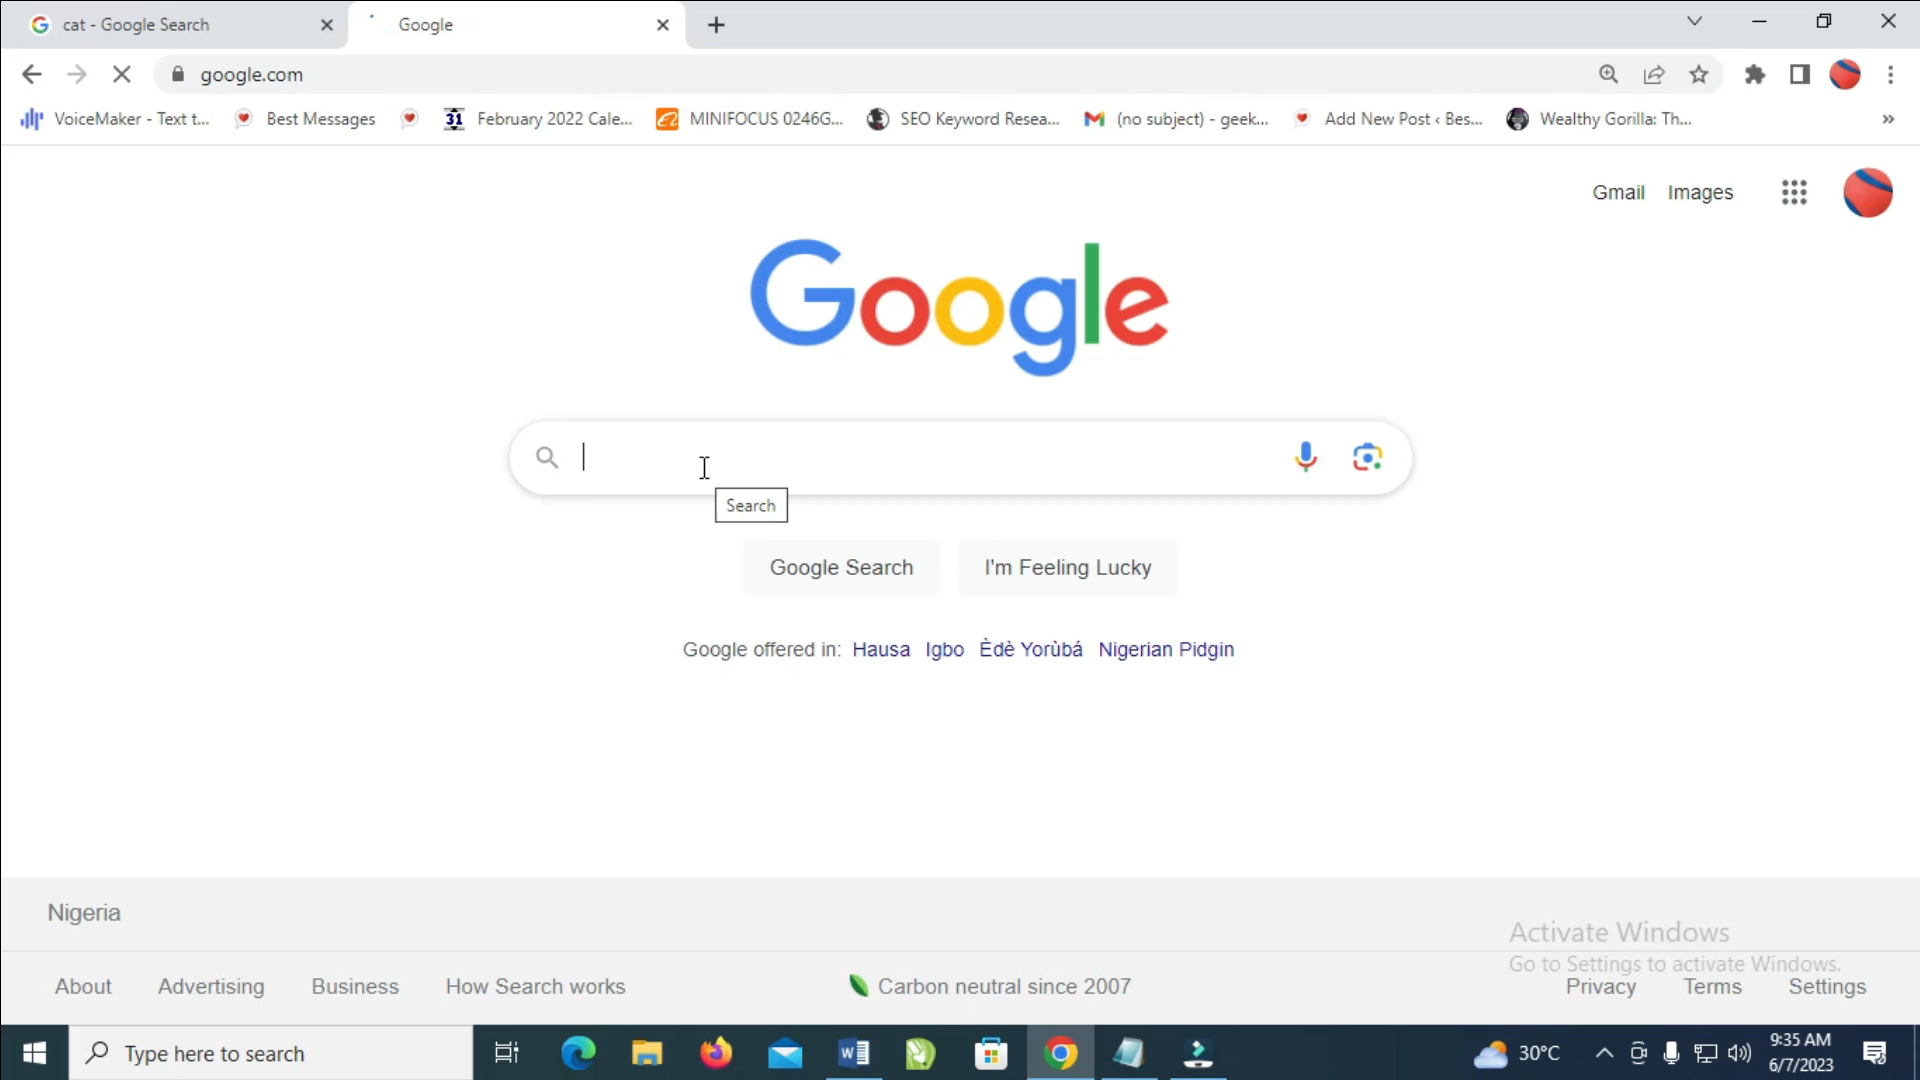 cat - Google Search
Google
google.com
VoiceMaker - Text t...
Best Messages
31
February 2022 Cale...
MINIFOCUS 0246G...
SEO Keyword Resea...
(no subject) - geek...
Add New Post ‹ Bes...
Wealthy Gorilla: Th...
»
Gmail Images
Google
Search
Google Search
I'm Feeling Lucky
Google offered in: Hausa Igbo Èdè Yorùbá Nigerian Pidgin
Nigeria
Activate Windows
Go to Settings to activate Windows.
About Advertising Business How Search works
Carbon neutral since 2007
Privacy Terms Settings
Type here to search
30°C
9:35 AM
6/7/2023